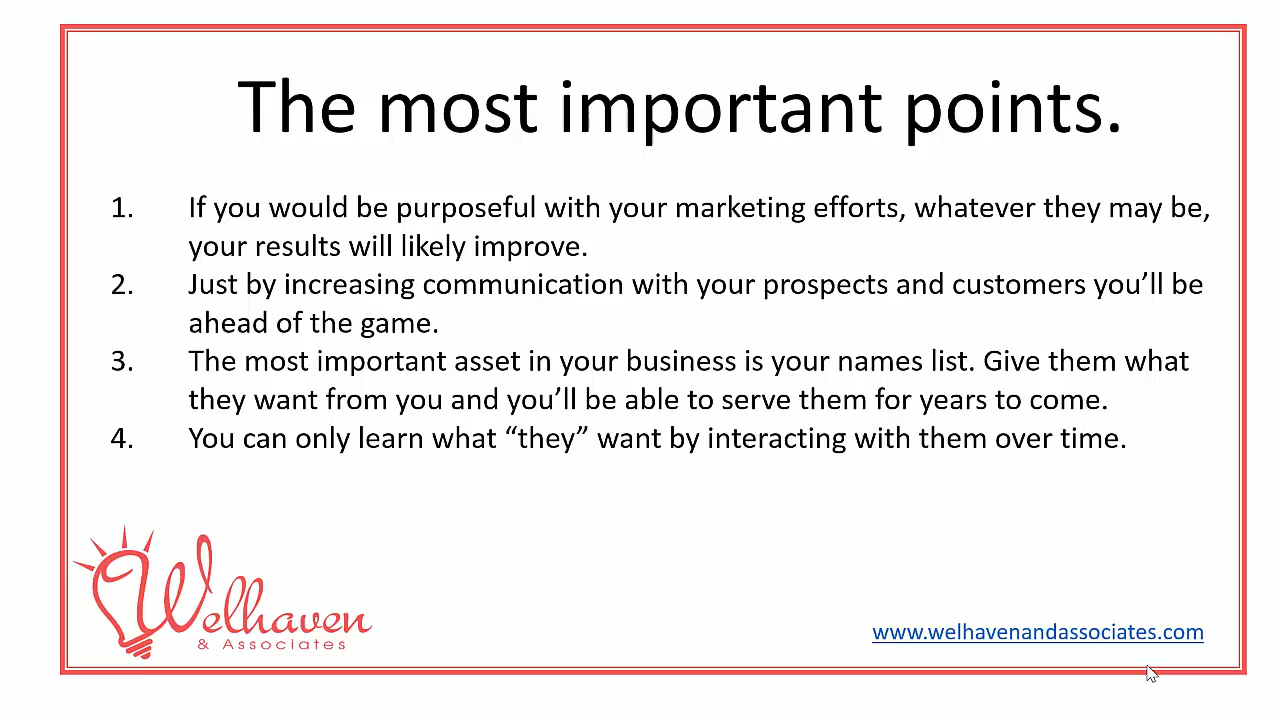 The most important points.
1. If you would be purposeful with your marketing efforts, whatever they may be,
your results will likely improve.
2. Just by increasing communication with your prospects and customers you’ll be
ahead of the game.
3. The most important asset in your business is your names list. Give them what
they want from you and you’ll be able to serve them for years to come.
4. You can only learn what “they” want by interacting with them over time.
Welhaven
& Associates
www.welhavenandassociates.com